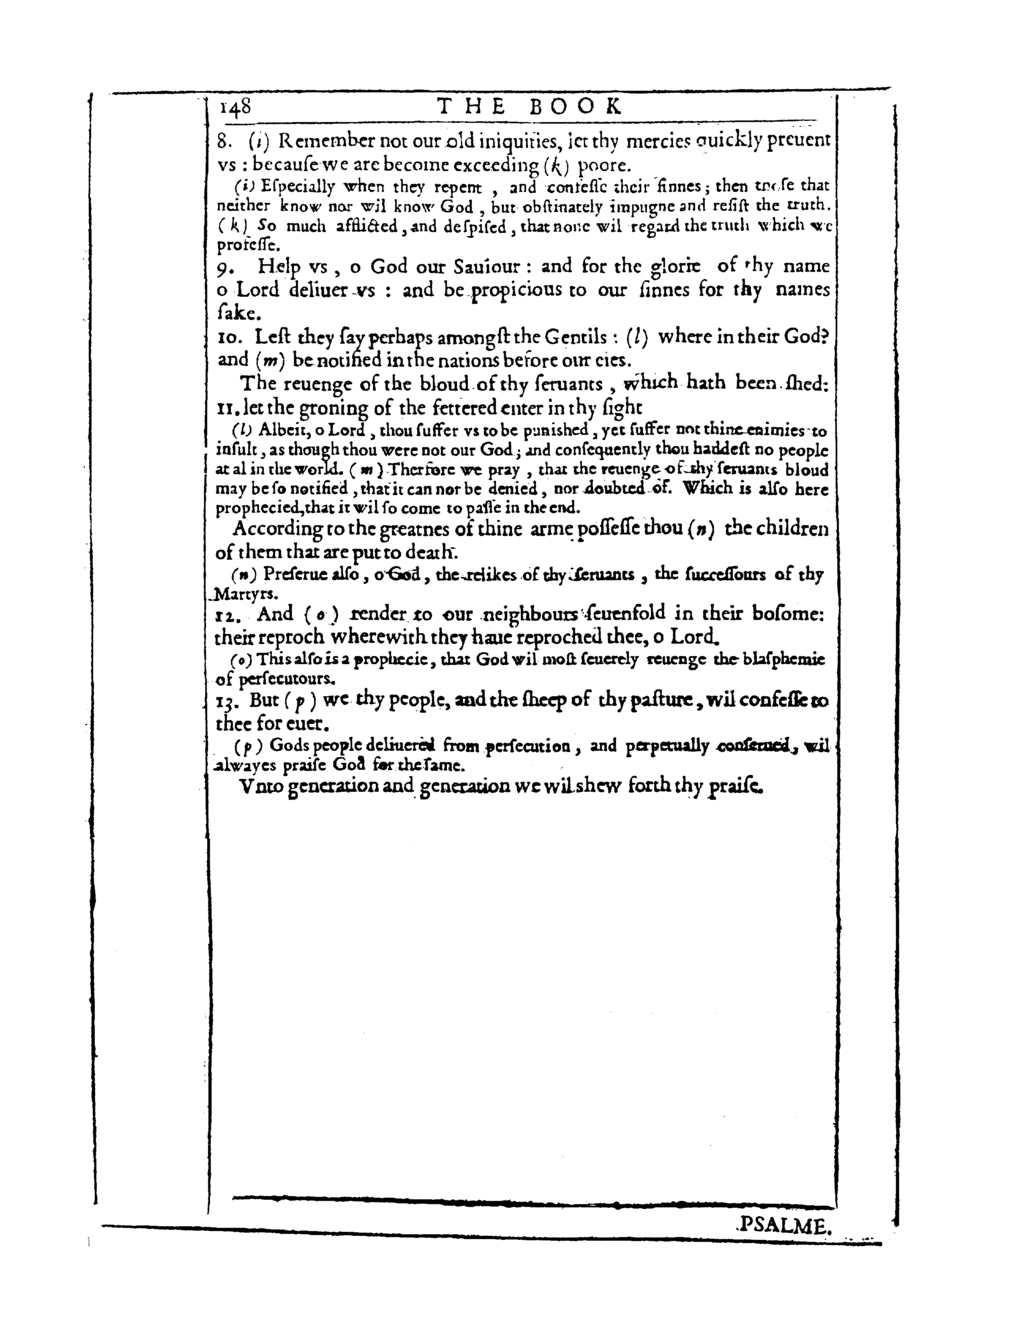 148 THE BOOK
8. (i) Remember not our old iniquities, let thy mercies quickly preuent
vs : becauſe we are become exceeding (k) poore.
(i) Eſpecially when they repent , and confeſſe their ſinnes ; then thoſe that
neither know nor wil know God , but obſtinately impugne and reſiſt the truth.
(k) So much afflicted , and deſpiſed , that none wil regard the truth which we
profeſſe.
9. Help vs , o God our Sauiour : and for the glorie of thy name
o Lord deliuer vs : and be propicious to our ſinnes for thy names
ſake.
10. Leſt they ſay perhaps amongſt the Gentils : (l) where in their God?
and (m) be notified in the nations before our eies.
The reuenge of the bloud of thy ſeruants , which hath been ſhed:
11. let the groning of the fettered enter in thy ſight
(l) Albeit, o Lord , thou ſuffer vs to be punished , yet ſuffer not thine enimies to
inſult , as though thou were not our God ; and conſequently thou haddeſt no people
at al in the world. (m) Therfore we pray , that the reuenge of thy ſeruants bloud
may be ſo notified , that it can nor be denied , nor doubted of. Which is alſo here
prophecied, that it wil ſo come to paſſe in the end.
According to the greatnes of thine arme poſſeſſe thou (n) the children
of them that are put to death.
(n) Preſerue alſo , o God , the relikes of thy ſeruants , the ſucceſſours of thy
Martyrs.
12. And (o) render to our neighbours ſeuenfold in their boſome:
their reproch wherewith they haue reproched thee, o Lord.
(o) This alſo is a prophecie, that God wil moſt ſeuerely reuenge the blaſphemie
of perſecutours.
13. But (p) we thy people, and the ſheep of thy paſture, wil confeſſe to
thee for euer.
(p) Gods people deliuered from perſecution , and perpetually conſerued, wil
alwayes praiſe God for the ſame.
Vnto generation and generation we wil shew forth thy praiſe.
PSALME.